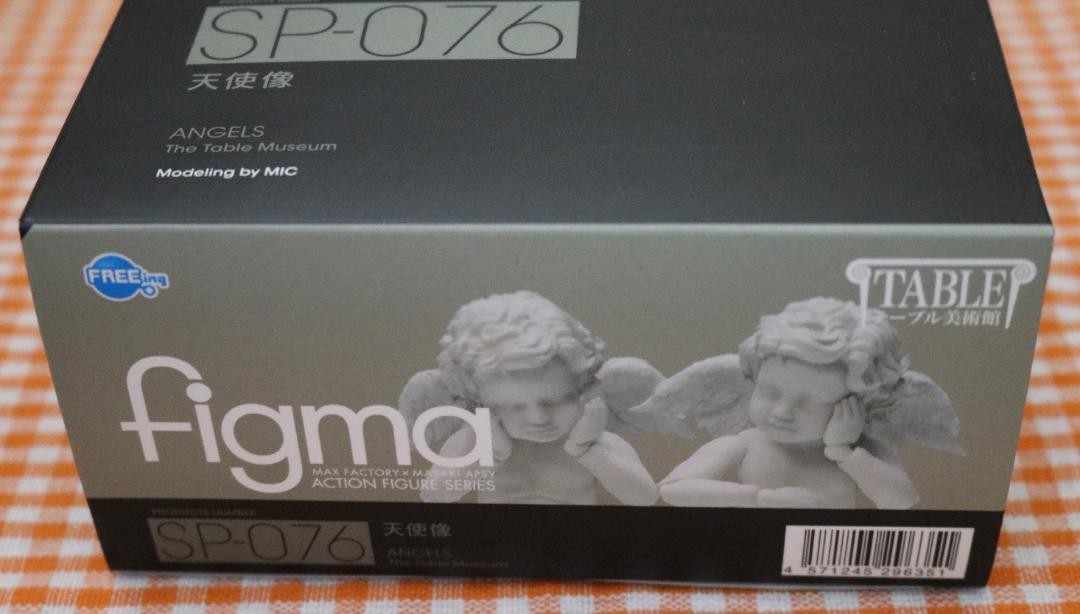 SP-076
天使像
ANGELS
The Table Museum
Modeling by MIC
FREEing
TABLE
テーブル美術館
figma
MAX FACTORY × MASAKI APSY
ACTION FIGURE SERIES
PRODUCTS NUMBER
SP-076
天使像
ANGELS
The Table Museum
4 571245 296351